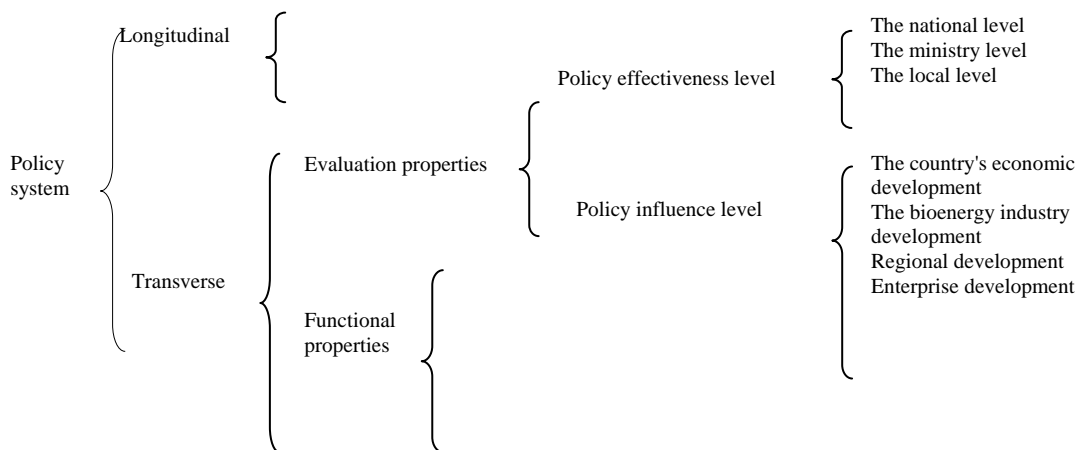 Policy
system
Longitudinal
Transverse
Evaluation properties
Functional
properties
Policy effectiveness level
Policy influence level
The national level
The ministry level
The local level
The country's economic
development
The bioenergy industry
development
Regional development
Enterprise development